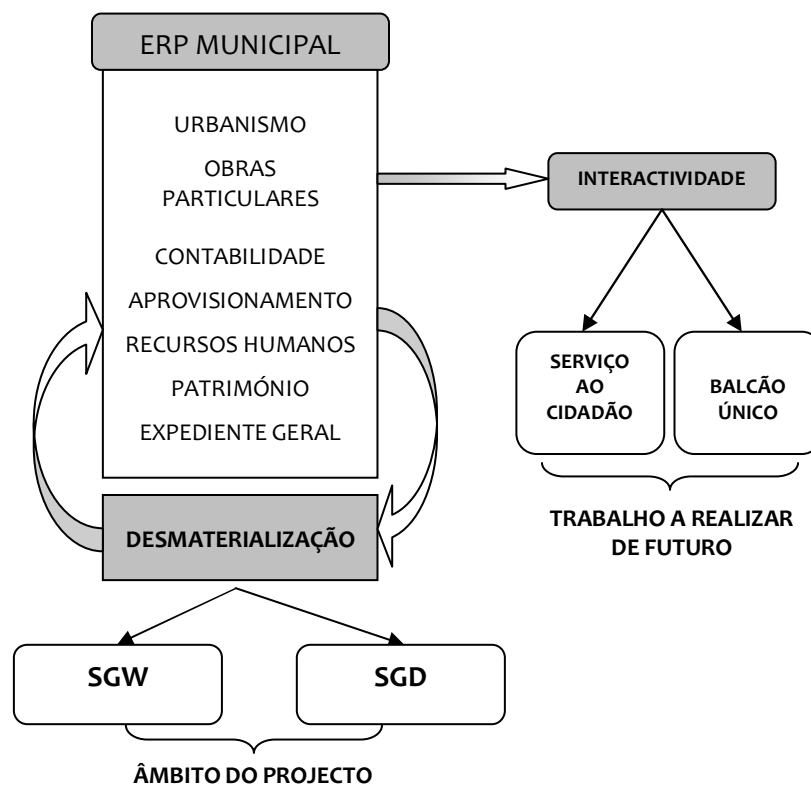 ERP MUNICIPAL
URBANISMO
OBRAS
PARTICULARES
CONTABILIDADE
APROVISIONAMENTO
RECURSOS HUMANOS
PATRIMÓNIO
EXPEDIENTE GERAL
INTERACTIVIDADE
SERVIÇO
AO
CIDADÃO
BALCÃO
ÚNICO
TRABALHO A REALIZAR
DE FUTURO
DESMATERIALIZAÇÃO
SGW
SGD
ÂMBITO DO PROJECTO